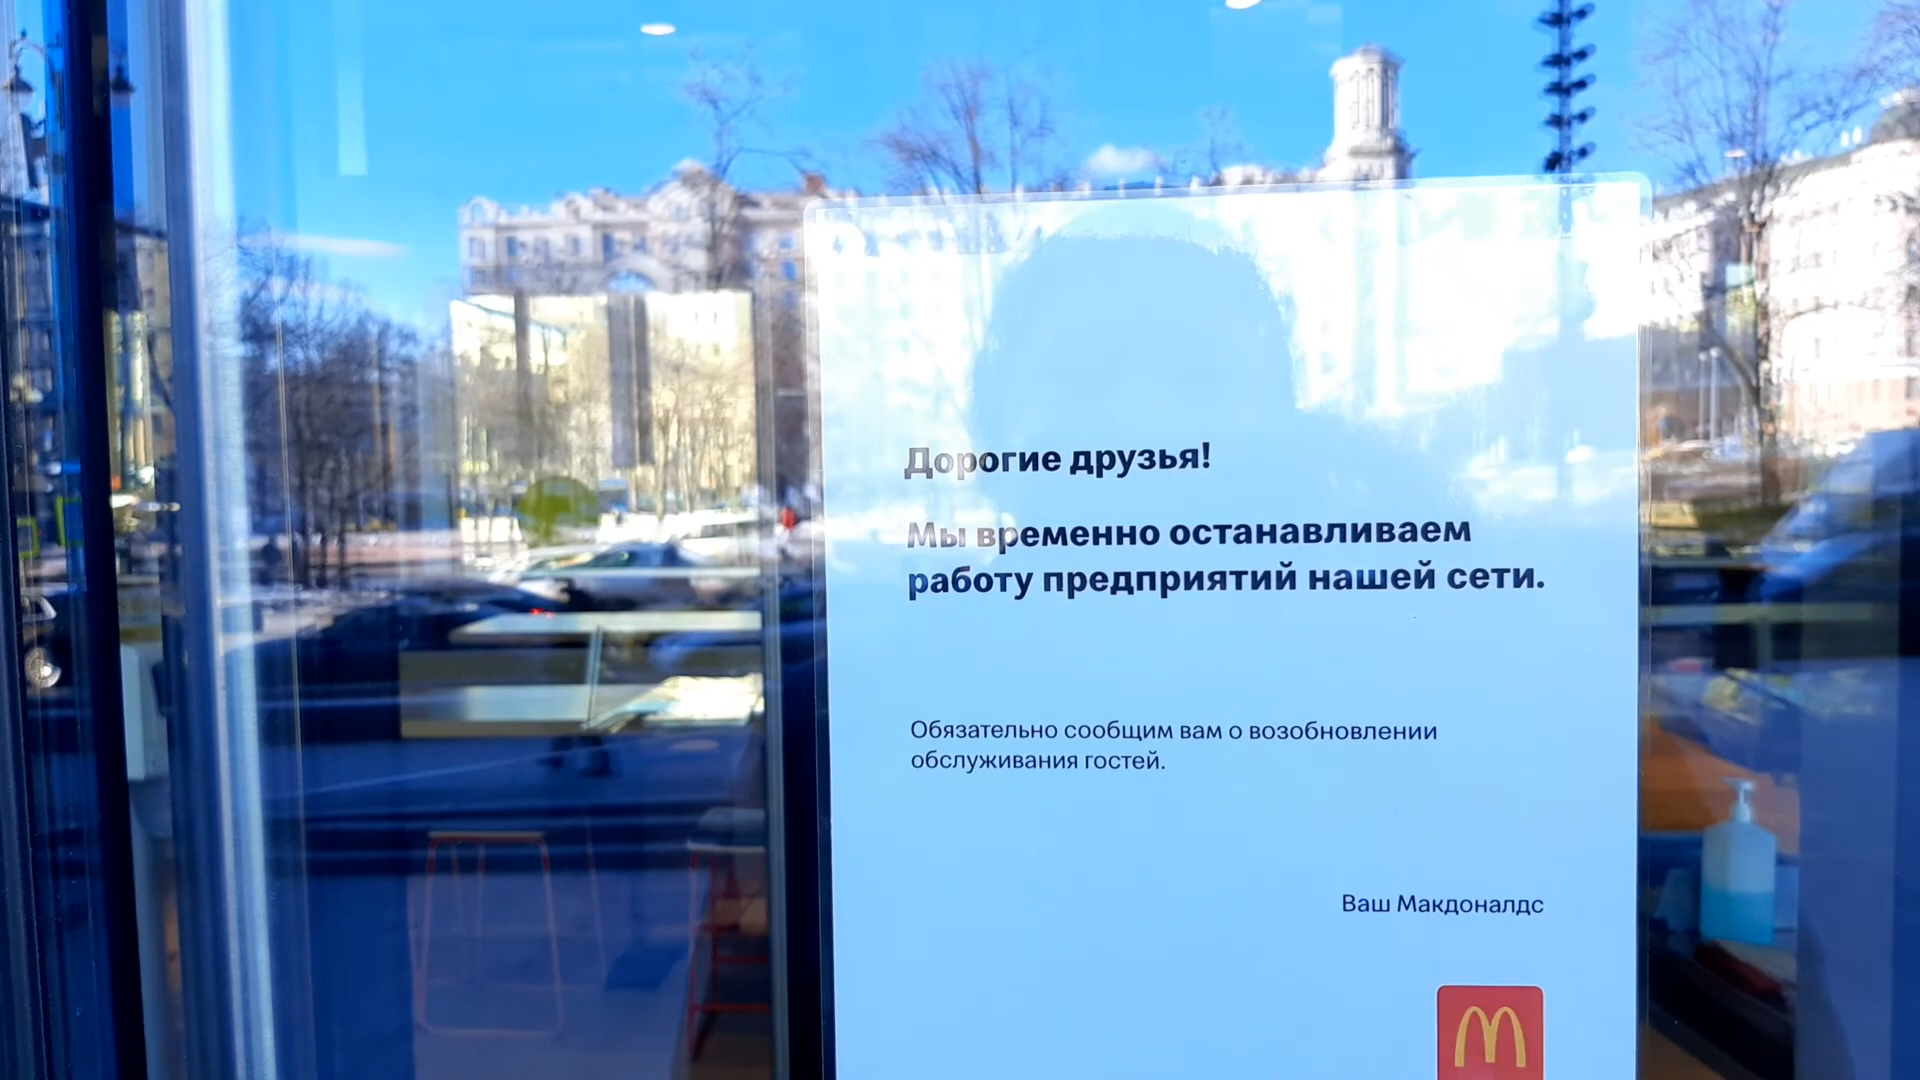 Дорогие друзья!
Мы временно останавливаем
работу предприятий нашей сети.
Обязательно сообщим вам о возобновлении
обслуживания гостей.
Ваш Макдоналдс